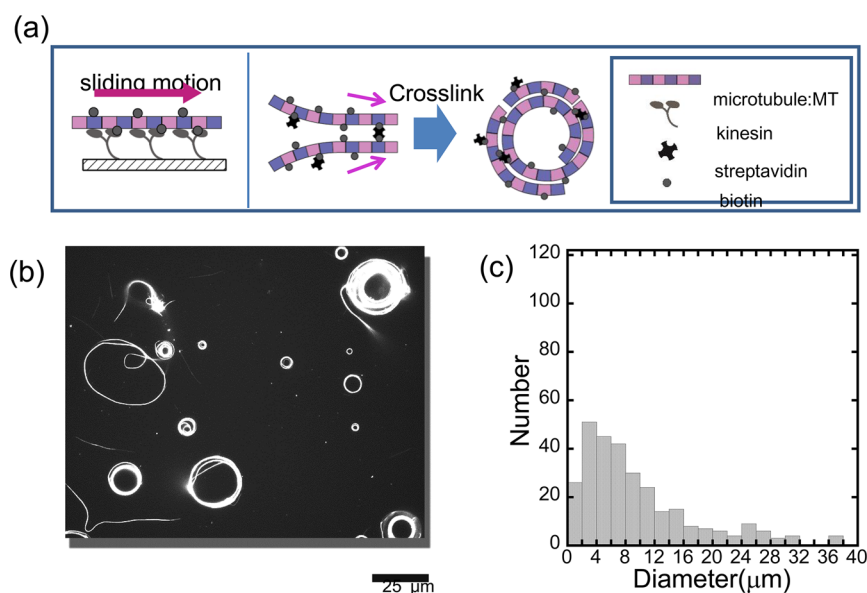 (a)
sliding motion
Crosslink
microtubule:MT
kinesin
streptavidin
biotin
(b)
25 μm
(c)
120
100
80
60
40
20
0
Number
0 4 8 12 16 20 24 28 32 36 40
Diameter(μm)